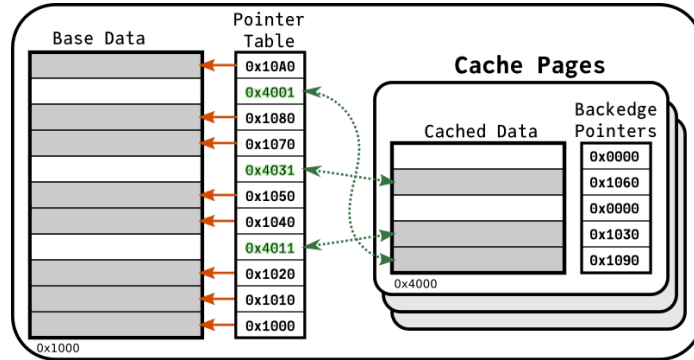 Base Data
Pointer
Table
0x10A0
0x4001
0x1080
0x1070
0x4031
0x1050
0x1040
0x4011
0x1020
0x1010
0x1000
0x1000
Cache Pages
Cached Data
Backedge
Pointers
0x0000
0x1060
0x0000
0x1030
0x1090
0x4000